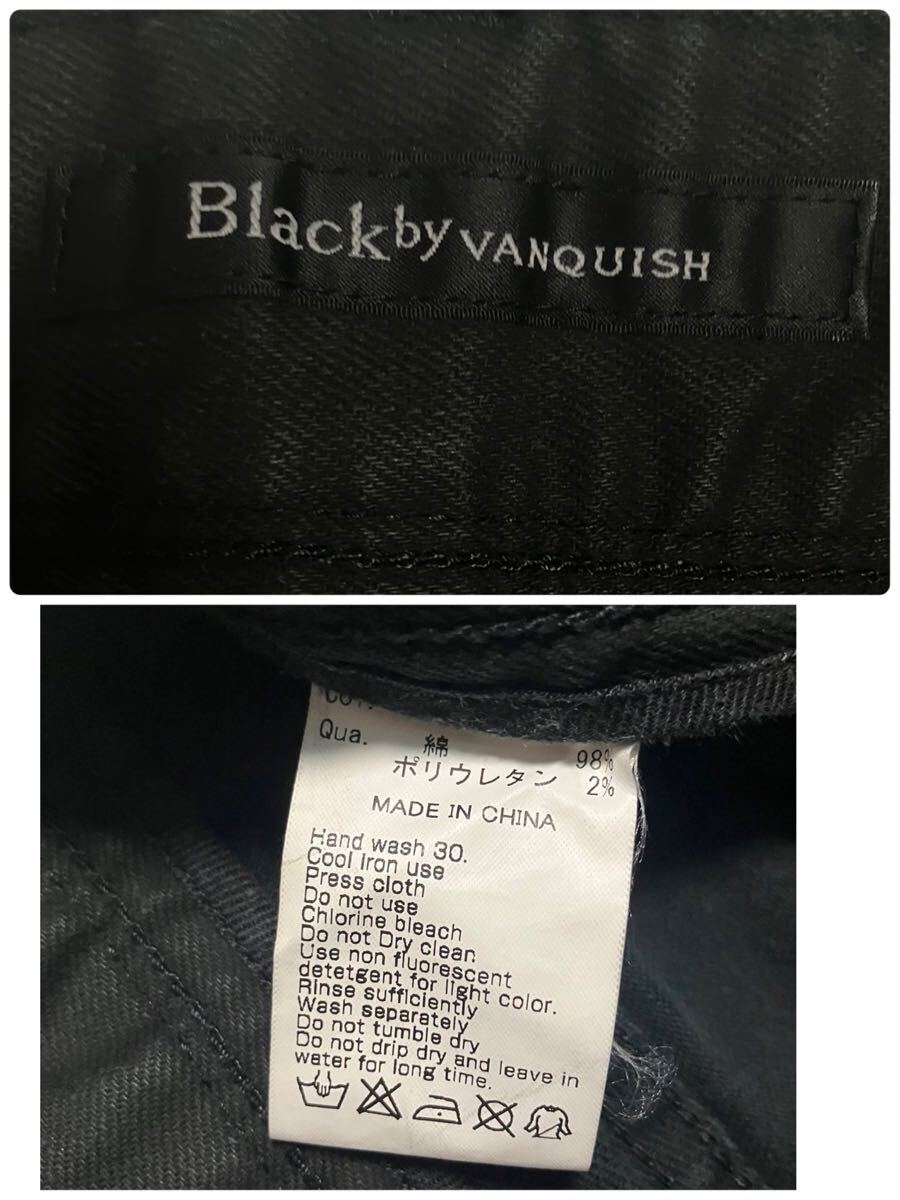 Black by VANQUISH
Qua. 綿 98%
ポリウレタン 2%
MADE IN CHINA
Hand wash 30.
Cool iron use
Press cloth
Do not use
Chlorine bleach
Do not Dry clean
Use non fluorescent
detetgent for light color.
Rinse sufficiently
Wash separately
Do not tumble dry
Do not drip dry and leave in
water for long time.